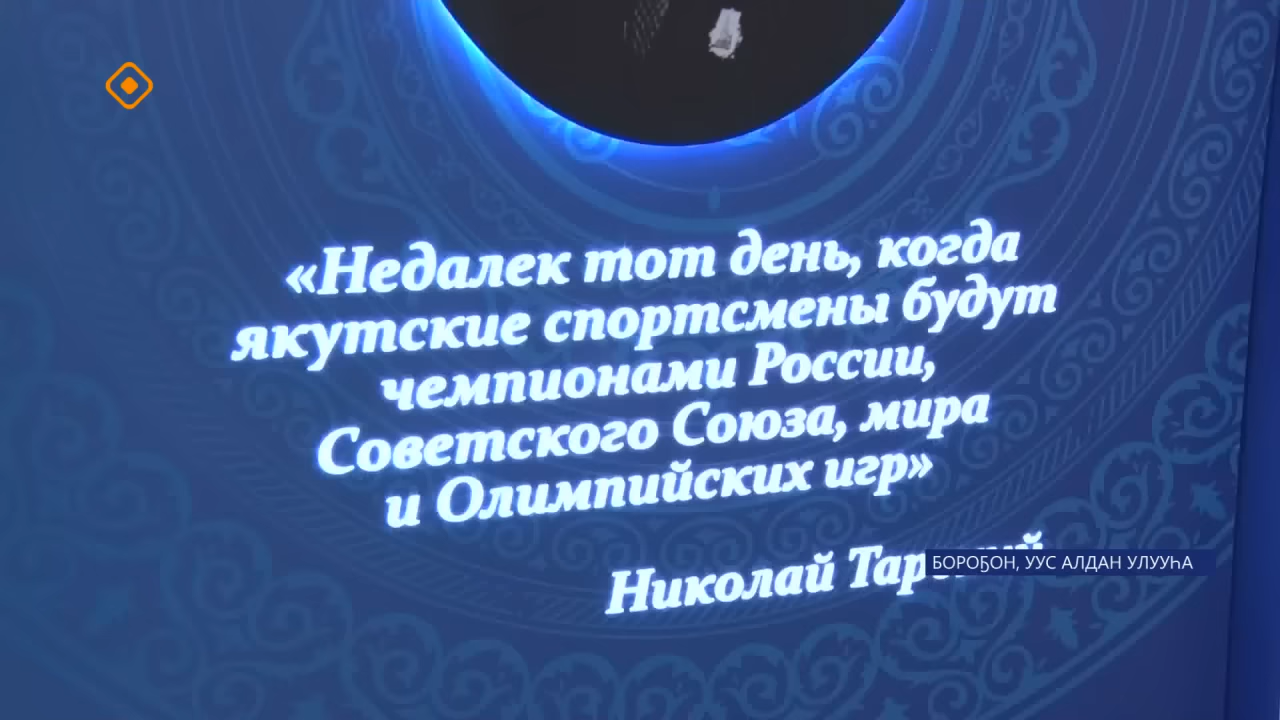 «Недалек тот день, когда
якутские спортсмены будут
чемпионами России,
Советского Союза, мира
и Олимпийских игр»
Николай
БОРОҔОН, УУС АЛДАН УЛУУҺА